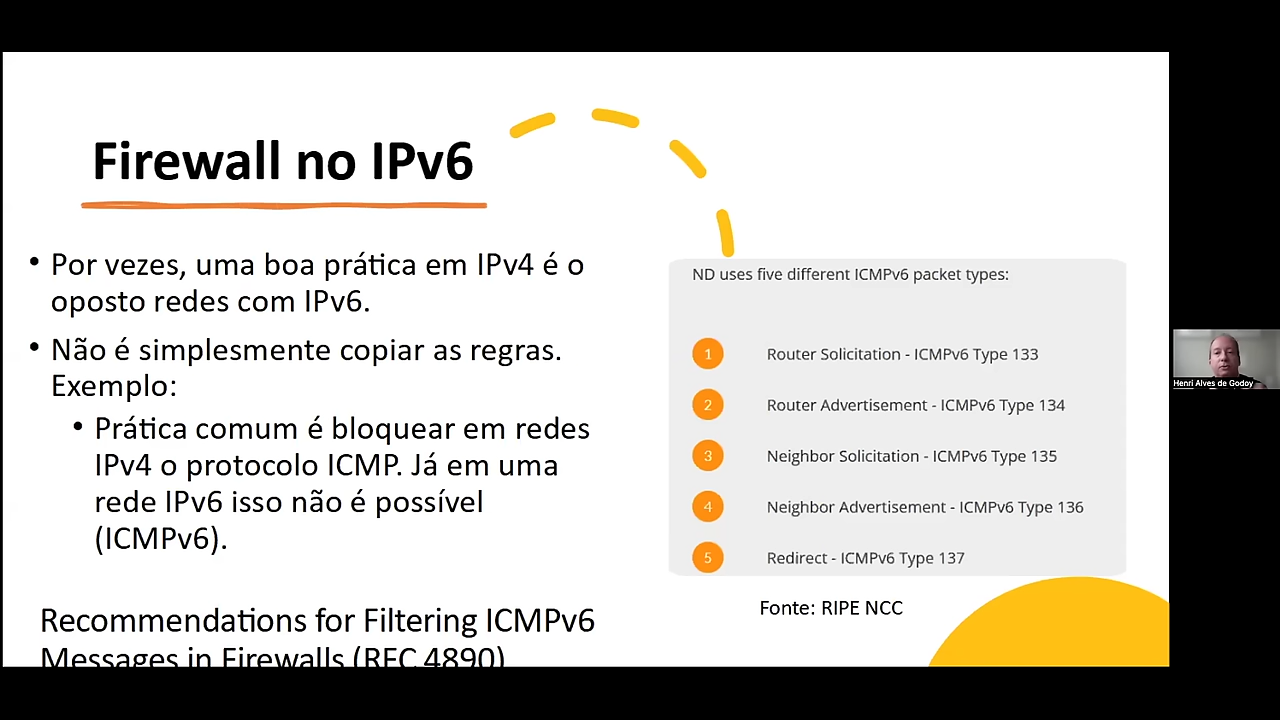 Firewall no IPv6
• Por vezes, uma boa prática em IPv4 é o
oposto redes com IPv6.
• Não é simplesmente copiar as regras.
Exemplo:
• Prática comum é bloquear em redes
IPv4 o protocolo ICMP. Já em uma
rede IPv6 isso não é possível
(ICMPv6).
Recommendations for Filtering ICMPv6
Messages in Firewalls (RFC 4890)
ND uses five different ICMPv6 packet types:
1 Router Solicitation - ICMPv6 Type 133
2 Router Advertisement - ICMPv6 Type 134
3 Neighbor Solicitation - ICMPv6 Type 135
4 Neighbor Advertisement - ICMPv6 Type 136
5 Redirect - ICMPv6 Type 137
Fonte: RIPE NCC
Henri Alves de Godoy